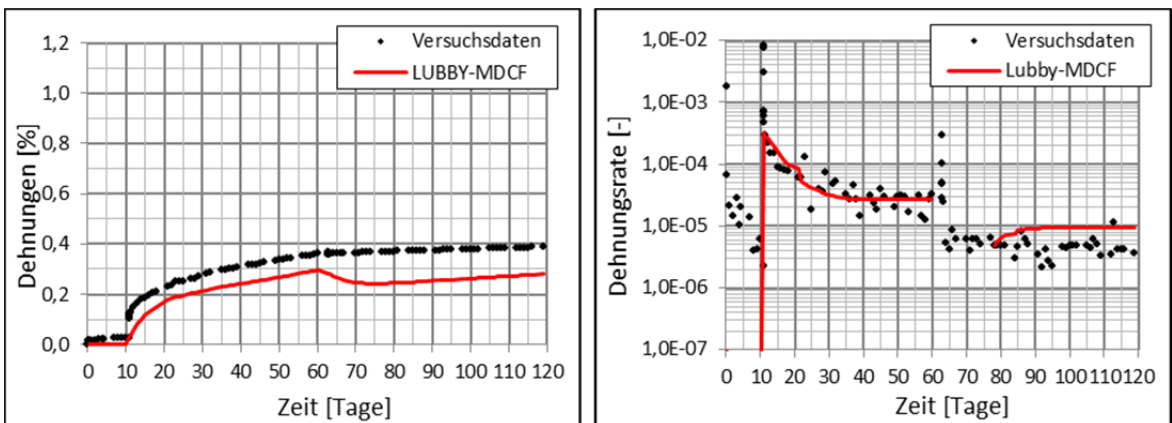 Versuchsdaten
LUBBY-MDCF
Dehnungen [%]
1,2
1,0
0,8
0,6
0,4
0,2
0,0
0 10 20 30 40 50 60 70 80 90 100 110 120
Zeit [Tage]
Versuchsdaten
Lubby-MDCF
Dehnungsrate [-]
1,0E-02
1,0E-03
1,0E-04
1,0E-05
1,0E-06
1,0E-07
0 10 20 30 40 50 60 70 80 90 100 110 120
Zeit [Tage]